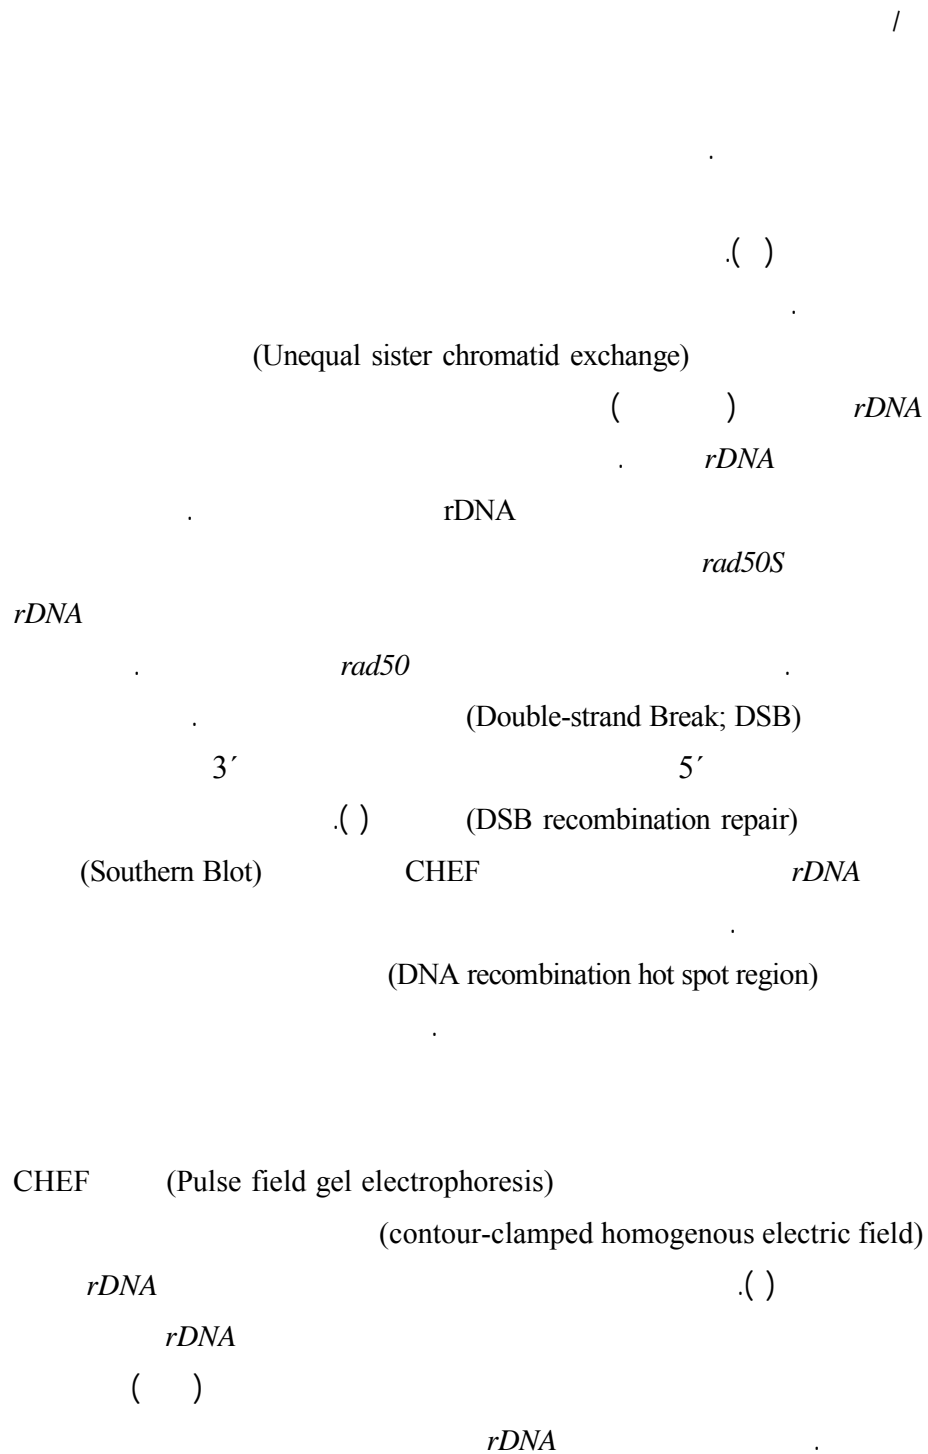 /
.
.( )
.
(Unequal sister chromatid exchange)
( ) rDNA
. rDNA
. rDNA
rad50S
rDNA
. rad50 .
. (Double-strand Break; DSB)
3´ 5´
.( ) (DSB recombination repair)
(Southern Blot) CHEF rDNA
.
(DNA recombination hot spot region)
.
CHEF (Pulse field gel electrophoresis)
(contour-clamped homogenous electric field)
rDNA .( )
rDNA
( )
rDNA .